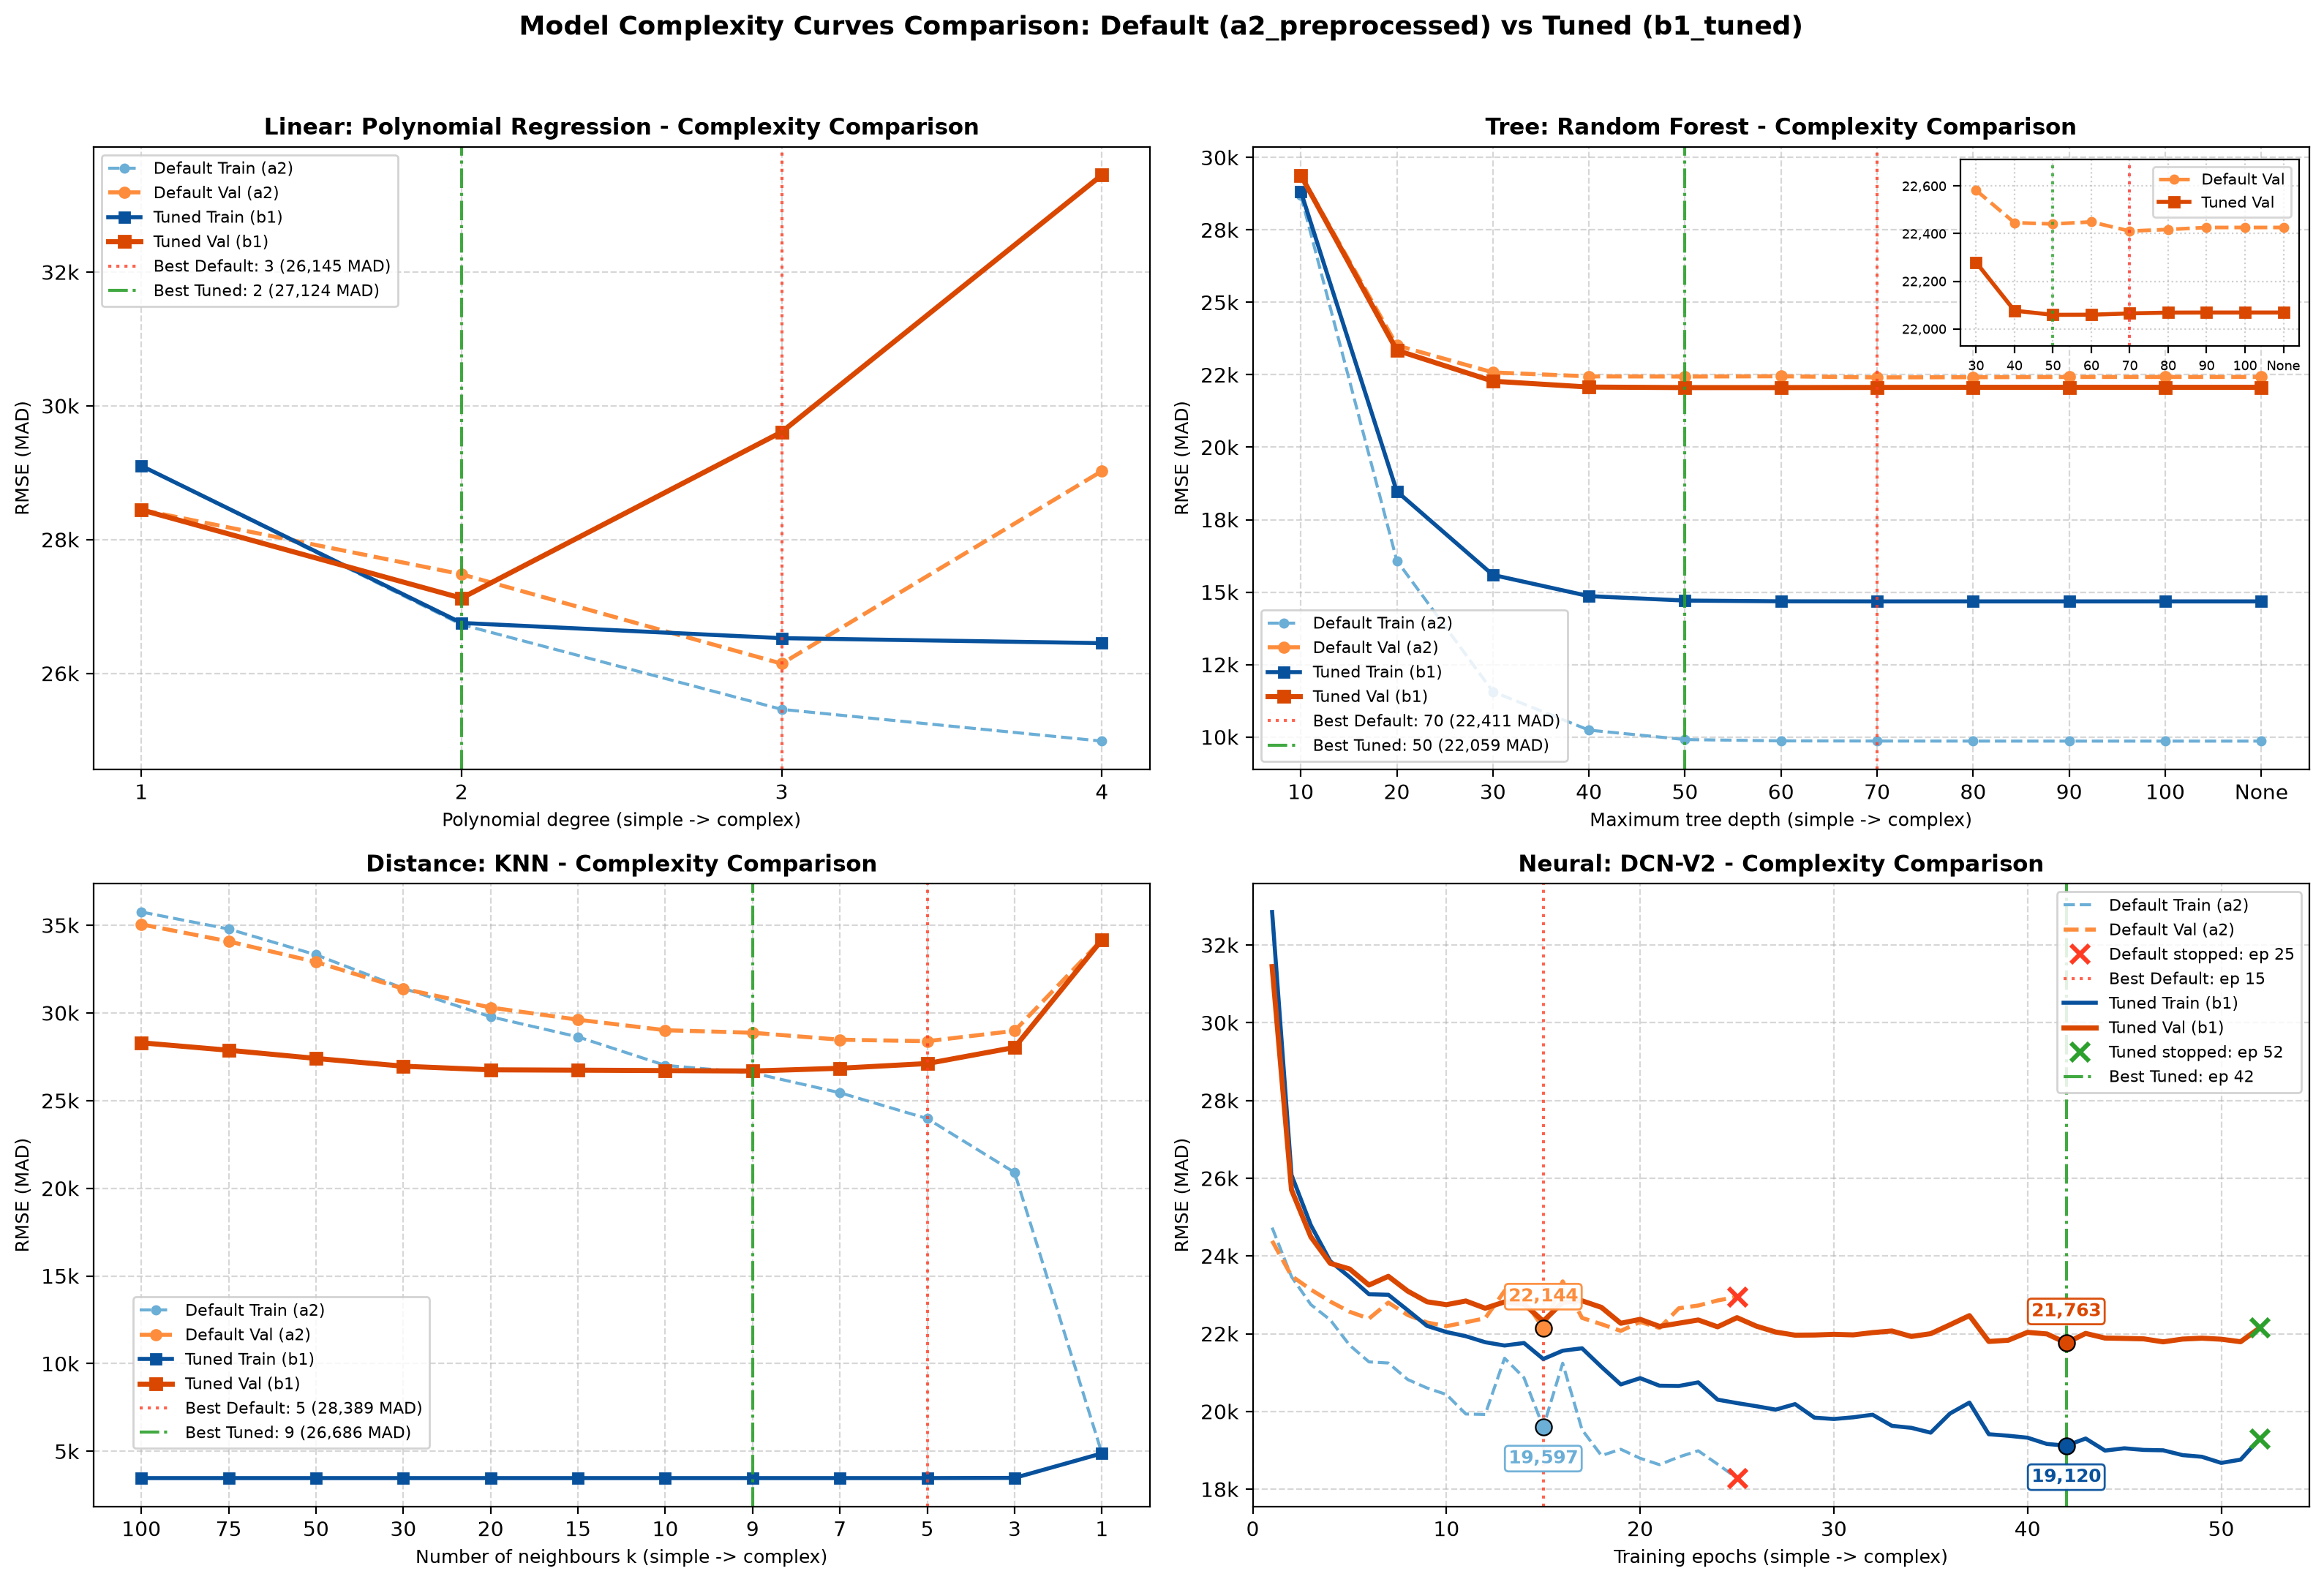 Model Complexity Curves Comparison: Default (a2_preprocessed) vs Tuned (b1_tuned)
Linear: Polynomial Regression - Complexity Comparison
RMSE (MAD)
32k
30k
28k
26k
Default Train (a2)
Default Val (a2)
Tuned Train (b1)
Tuned Val (b1)
Best Default: 3 (26,145 MAD)
Best Tuned: 2 (27,124 MAD)
1 2 3 4
Polynomial degree (simple -> complex)
Tree: Random Forest - Complexity Comparison
RMSE (MAD)
30k
28k
25k
22k
20k
18k
15k
12k
10k
Default Val
Tuned Val
22,600
22,400
22,200
22,000
30 40 50 60 70 80 90 100 None
Default Train (a2)
Default Val (a2)
Tuned Train (b1)
Tuned Val (b1)
Best Default: 70 (22,411 MAD)
Best Tuned: 50 (22,059 MAD)
10 20 30 40 50 60 70 80 90 100 None
Maximum tree depth (simple -> complex)
Distance: KNN - Complexity Comparison
RMSE (MAD)
35k
30k
25k
20k
15k
10k
5k
Default Train (a2)
Default Val (a2)
Tuned Train (b1)
Tuned Val (b1)
Best Default: 5 (28,389 MAD)
Best Tuned: 9 (26,686 MAD)
100 75 50 30 20 15 10 9 7 5 3 1
Number of neighbours k (simple -> complex)
Neural: DCN-V2 - Complexity Comparison
RMSE (MAD)
32k
30k
28k
26k
24k
22k
20k
18k
Default Train (a2)
Default Val (a2)
Default stopped: ep 25
Best Default: ep 15
Tuned Train (b1)
Tuned Val (b1)
Tuned stopped: ep 52
Best Tuned: ep 42
22,144
21,763
19,597
19,120
0 10 20 30 40 50
Training epochs (simple -> complex)